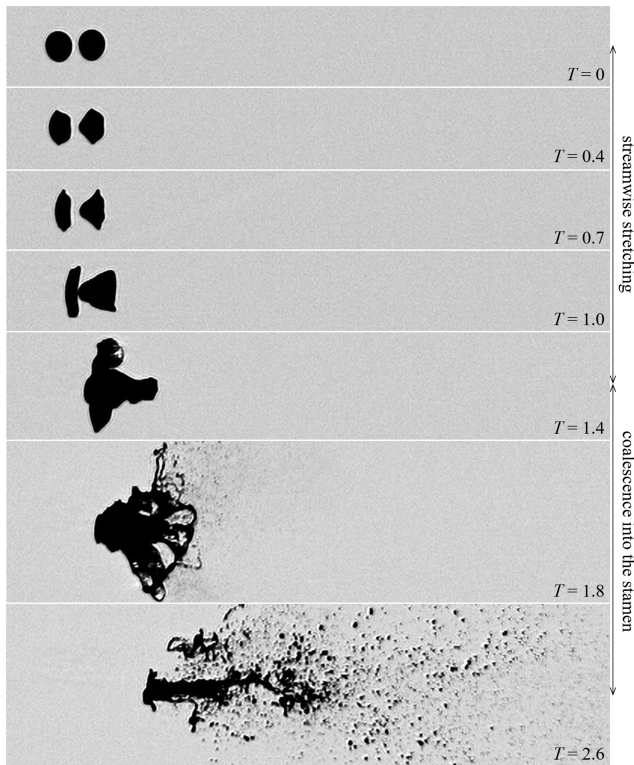 T = 0
T = 0.4
T = 0.7
T = 1.0
T = 1.4
T = 1.8
T = 2.6
streamwise stretching
coalescence into the stamen